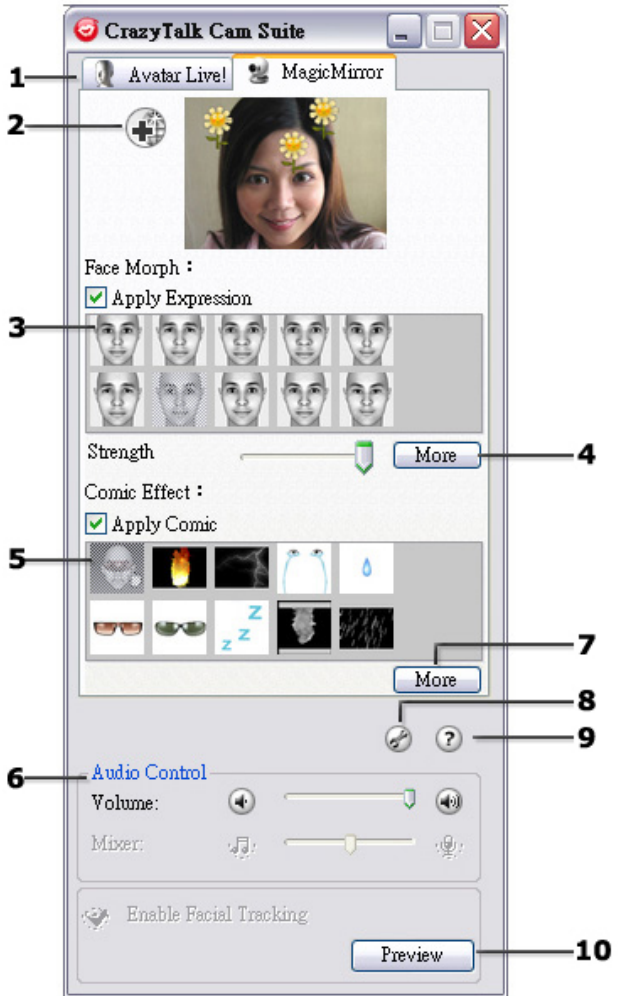 CrazyTalk Cam Suite
1
Avatar Live! MagicMirror
2
Face Morph :
Apply Expression
3
Strength More 4
Comic Effect :
Apply Comic
5
z z z
More 7
8
? 9
6 Audio Control
Volume:
Mixer:
Enable Facial Tracking
Preview 10